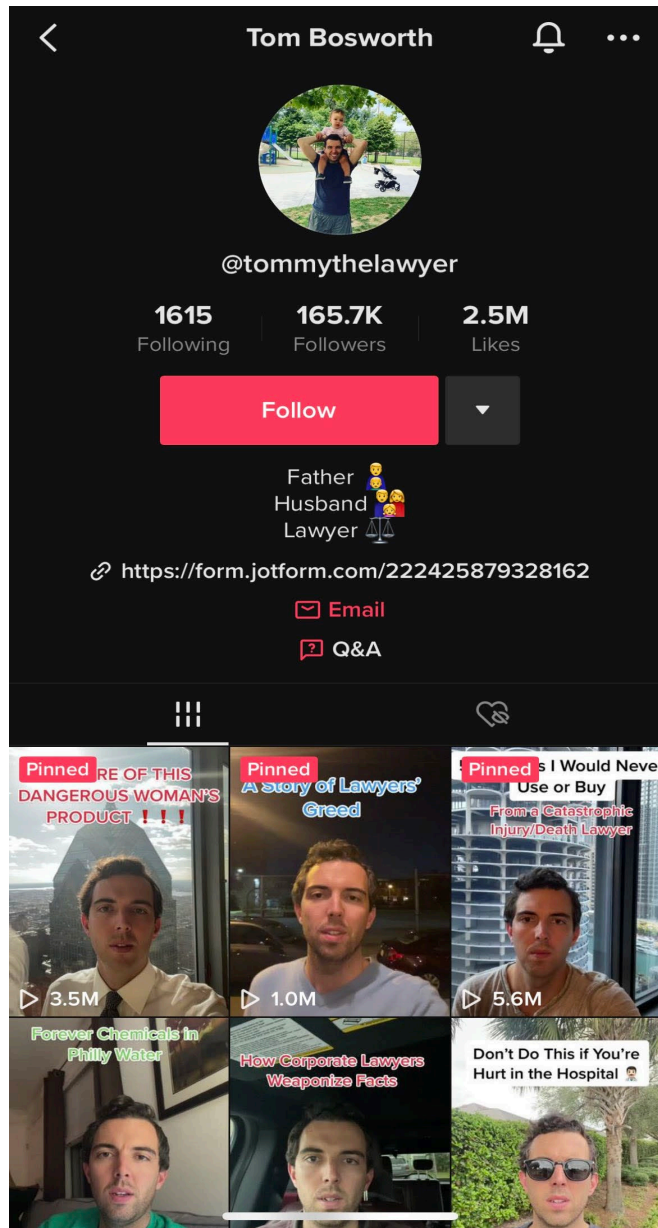 Tom Bosworth
@tommythelawyer
1615
Following
165.7K
Followers
2.5M
Likes
Follow
Father
Husband
Lawyer
https://form.jotform.com/222425879328162
Email
Q&A
Pinned
RE OF THIS
DANGEROUS WOMAN'S
PRODUCT ❗❗❗
3.5M
Pinned
A Story of Lawyers'
Greed
1.0M
Pinned
s I Would Never
Use or Buy
From a Catastrophic
Injury/Death Lawyer
5.6M
Forever Chemicals in
Philly Water
How Corporate Lawyers
Weaponize Facts
Don't Do This if You're
Hurt in the Hospital